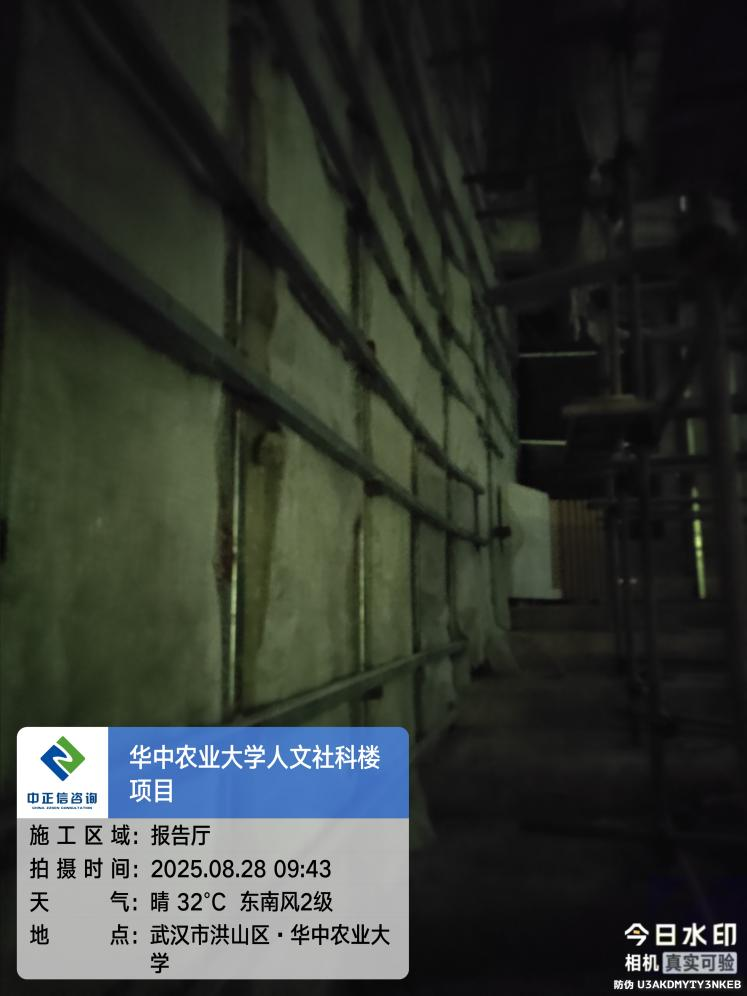 中正信咨询
CHINA ZZXIN CONSULTATION
华中农业大学人文社科楼
项目
施工区域：报告厅
拍摄时间：2025.08.28 09:43
天气：晴 32℃ 东南风2级
地点：武汉市洪山区·华中农业大
学
今日水印
相机 真实可验
防伪 U3AKDMYTY3NKEB